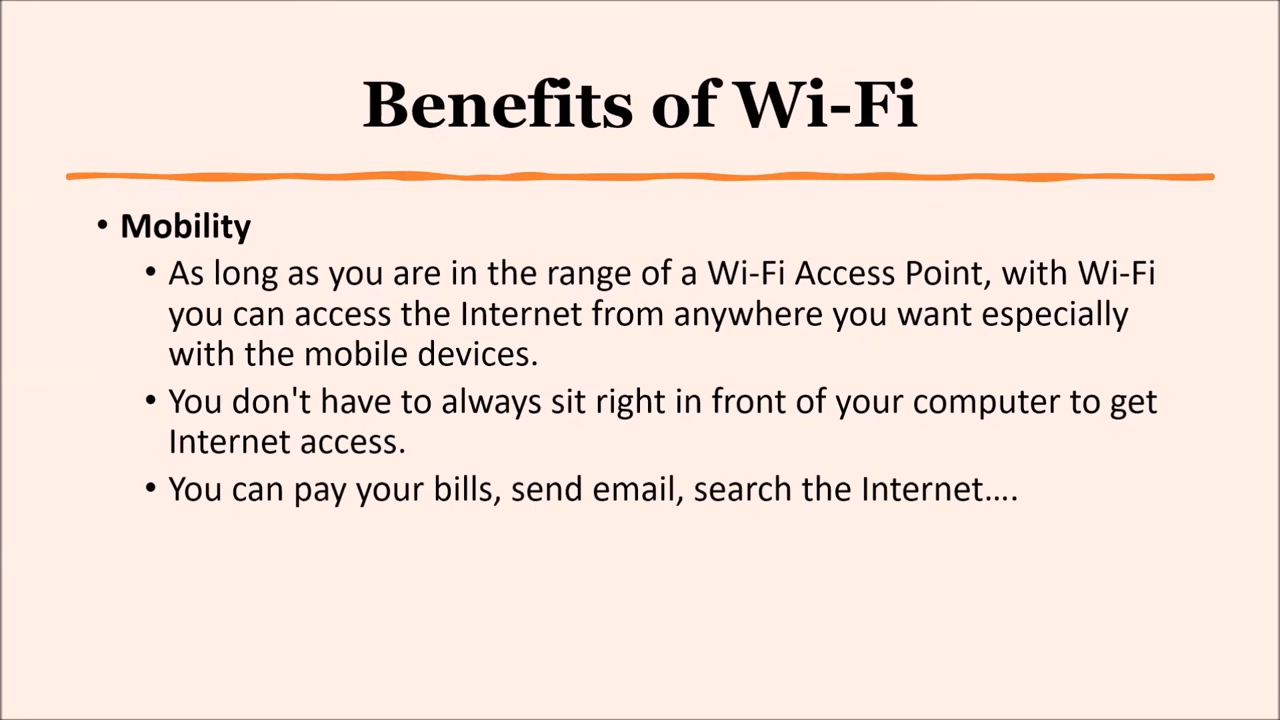 Benefits of Wi-Fi
• Mobility
• As long as you are in the range of a Wi-Fi Access Point, with Wi-Fi
you can access the Internet from anywhere you want especially
with the mobile devices.
• You don't have to always sit right in front of your computer to get
Internet access.
• You can pay your bills, send email, search the Internet....